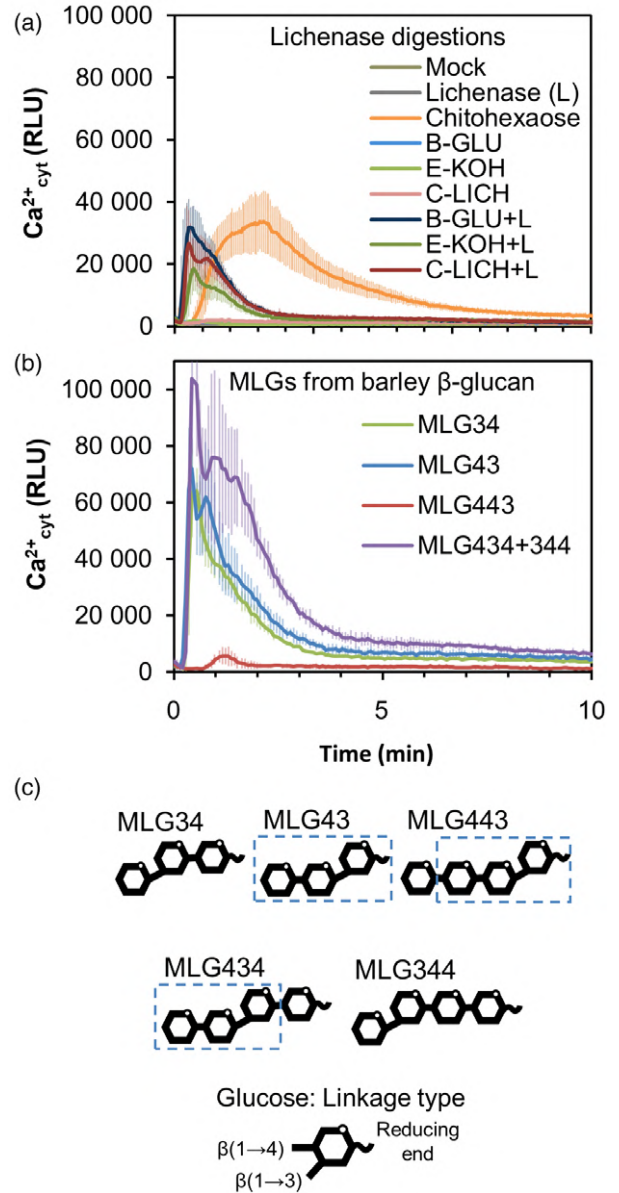 (a)
Lichenase digestions
100 000
80 000
60 000
40 000
20 000
0
Ca²⁺cyt (RLU)
Mock
Lichenase (L)
Chitohexaose
B-GLU
E-KOH
C-LICH
B-GLU+L
E-KOH+L
C-LICH+L
(b)
MLGs from barley β-glucan
100 000
80 000
60 000
40 000
20 000
0
Ca²⁺cyt (RLU)
MLG34
MLG43
MLG443
MLG434+344
0 5 10
Time (min)
(c)
MLG34 MLG43 MLG443
MLG434 MLG344
Glucose: Linkage type
β(1→4)
β(1→3)
Reducing
end